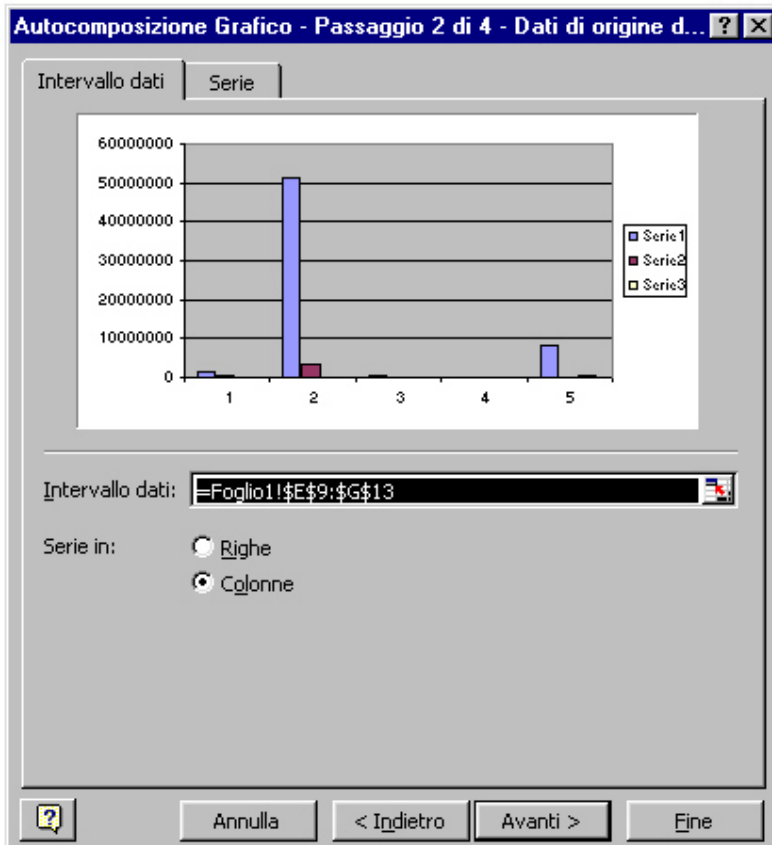 Autocomposizione Grafico - Passaggio 2 di 4 - Dati di origine d...
Intervallo dati
Serie
60000000
50000000
40000000
30000000
20000000
10000000
0
1 2 3 4 5
Serie1
Serie2
Serie3
Intervallo dati: =Foglio1!$E$9:$G$13
Serie in:
Righe
Colonne
Annulla
< Indietro
Avanti >
Fine